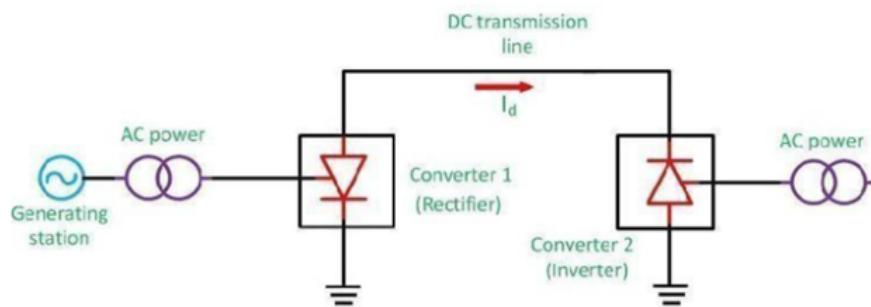 DC transmission
line
I_d
AC power
AC power
Generating
station
Converter 1
(Rectifier)
Converter 2
(Inverter)